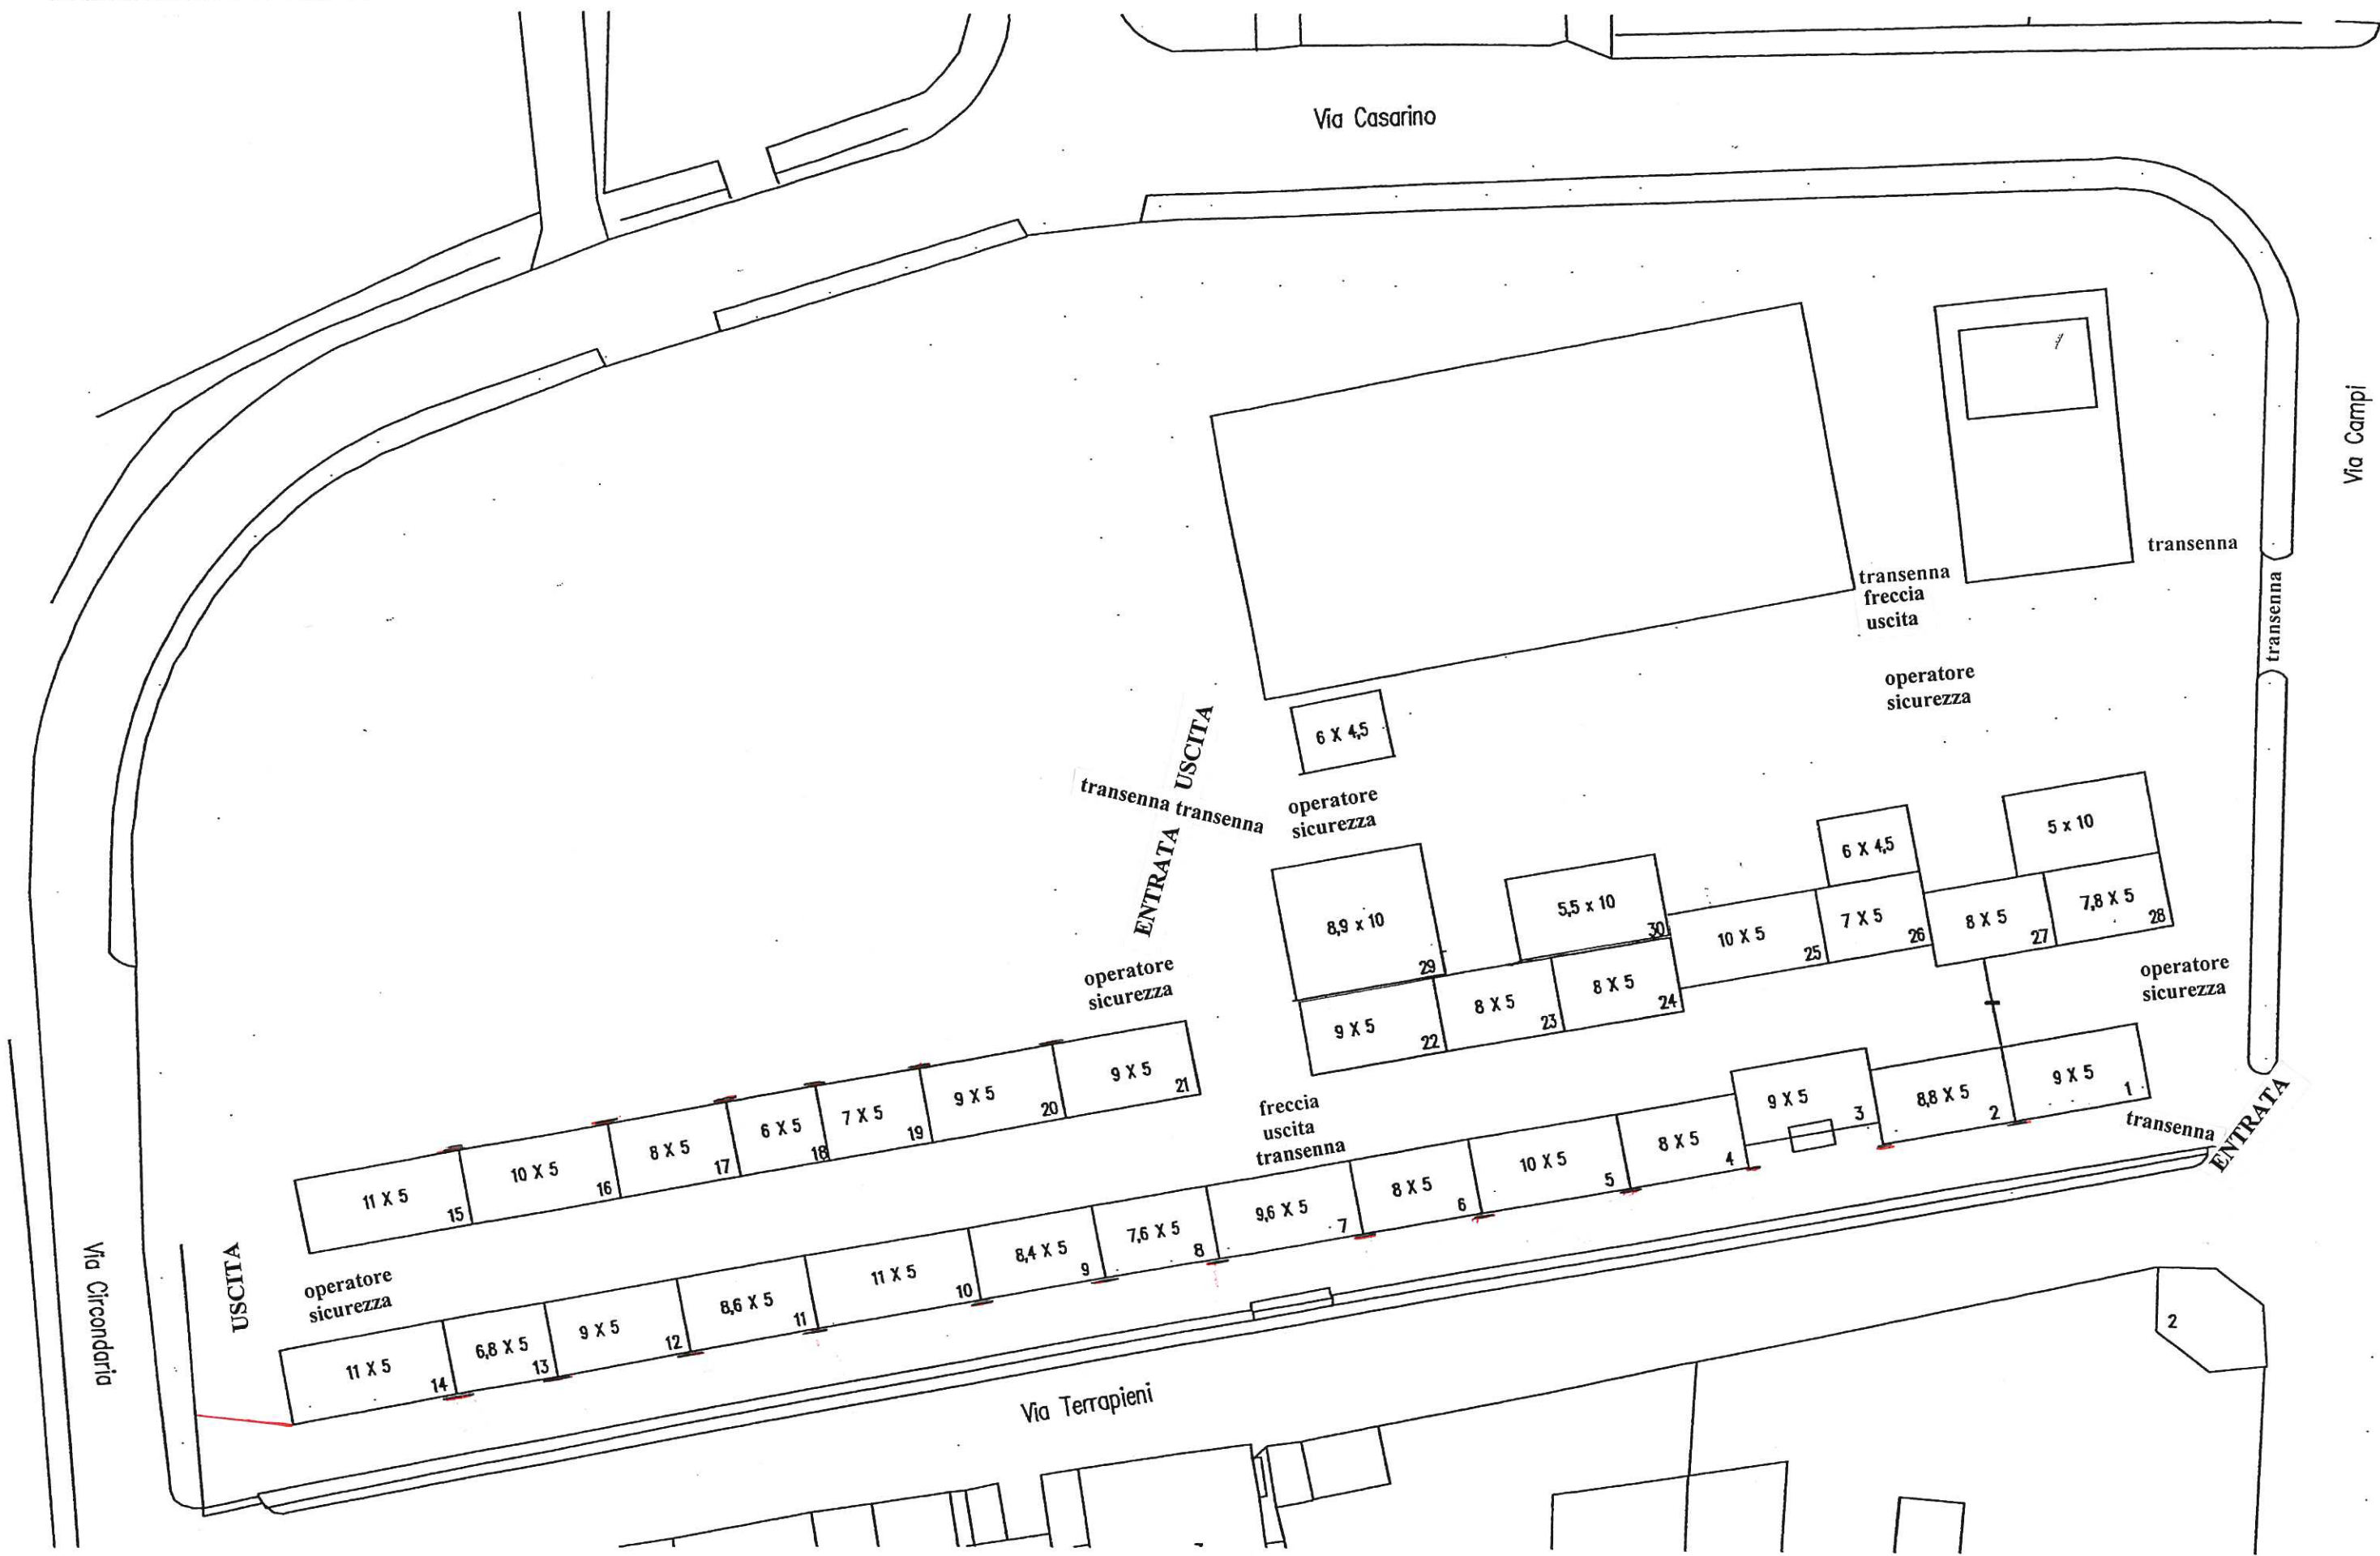 Via Casarino
Via Campi
transenna
transenna
transenna
freccia
uscita
operatore
sicurezza
6 X 4,5
USCITA
transenna transenna
ENTRATA
operatore
sicurezza
5 x 10
6 X 4,5
8,9 x 10
29
5,5 x 10
30
10 X 5
25
7 X 5
26
8 X 5
27
7,8 X 5
28
operatore
sicurezza
operatore
sicurezza
9 X 5
22
8 X 5
23
8 X 5
24
11 X 5
15
10 X 5
16
8 X 5
17
6 X 5
18
7 X 5
19
9 X 5
20
9 X 5
21
freccia
uscita
transenna
9 X 5
1
8,8 X 5
2
9 X 5
3
8 X 5
4
10 X 5
5
8 X 5
6
9,6 X 5
7
7,6 X 5
8
8,4 X 5
9
11 X 5
10
8,6 X 5
11
9 X 5
12
6,8 X 5
13
11 X 5
14
transenna
ENTRATA
Via Circondaria
USCITA
operatore
sicurezza
Via Terrapieni
2